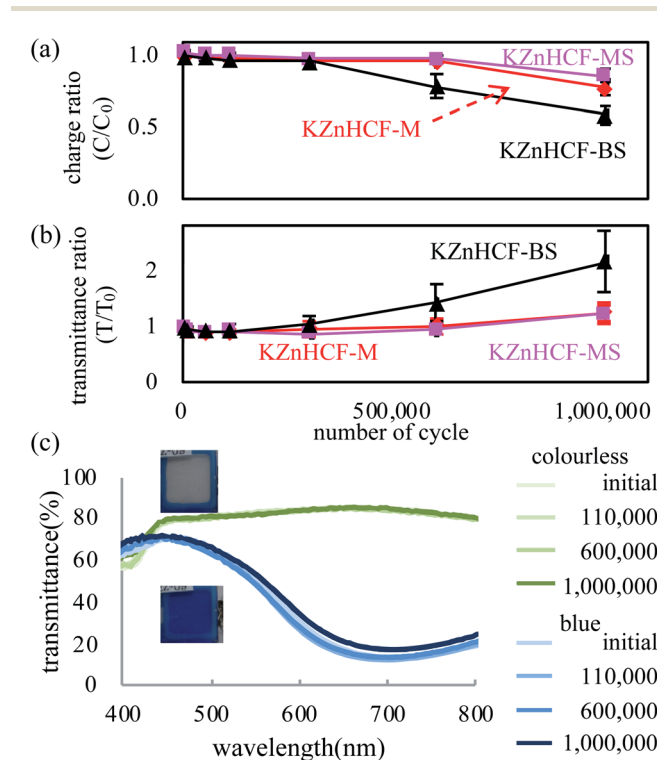 (a)
charge ratio
(C/C₀)
1.0
0.5
0.0
KZnHCF-MS
KZnHCF-M
KZnHCF-BS
(b)
transmittance ratio
(T/T₀)
2
1
0
KZnHCF-BS
KZnHCF-M
KZnHCF-MS
0
500,000
1,000,000
number of cycle
(c)
transmittance(%)
100
80
60
40
20
0
400
500
600
700
800
wavelength(nm)
colourless
initial
110,000
600,000
1,000,000
blue
initial
110,000
600,000
1,000,000